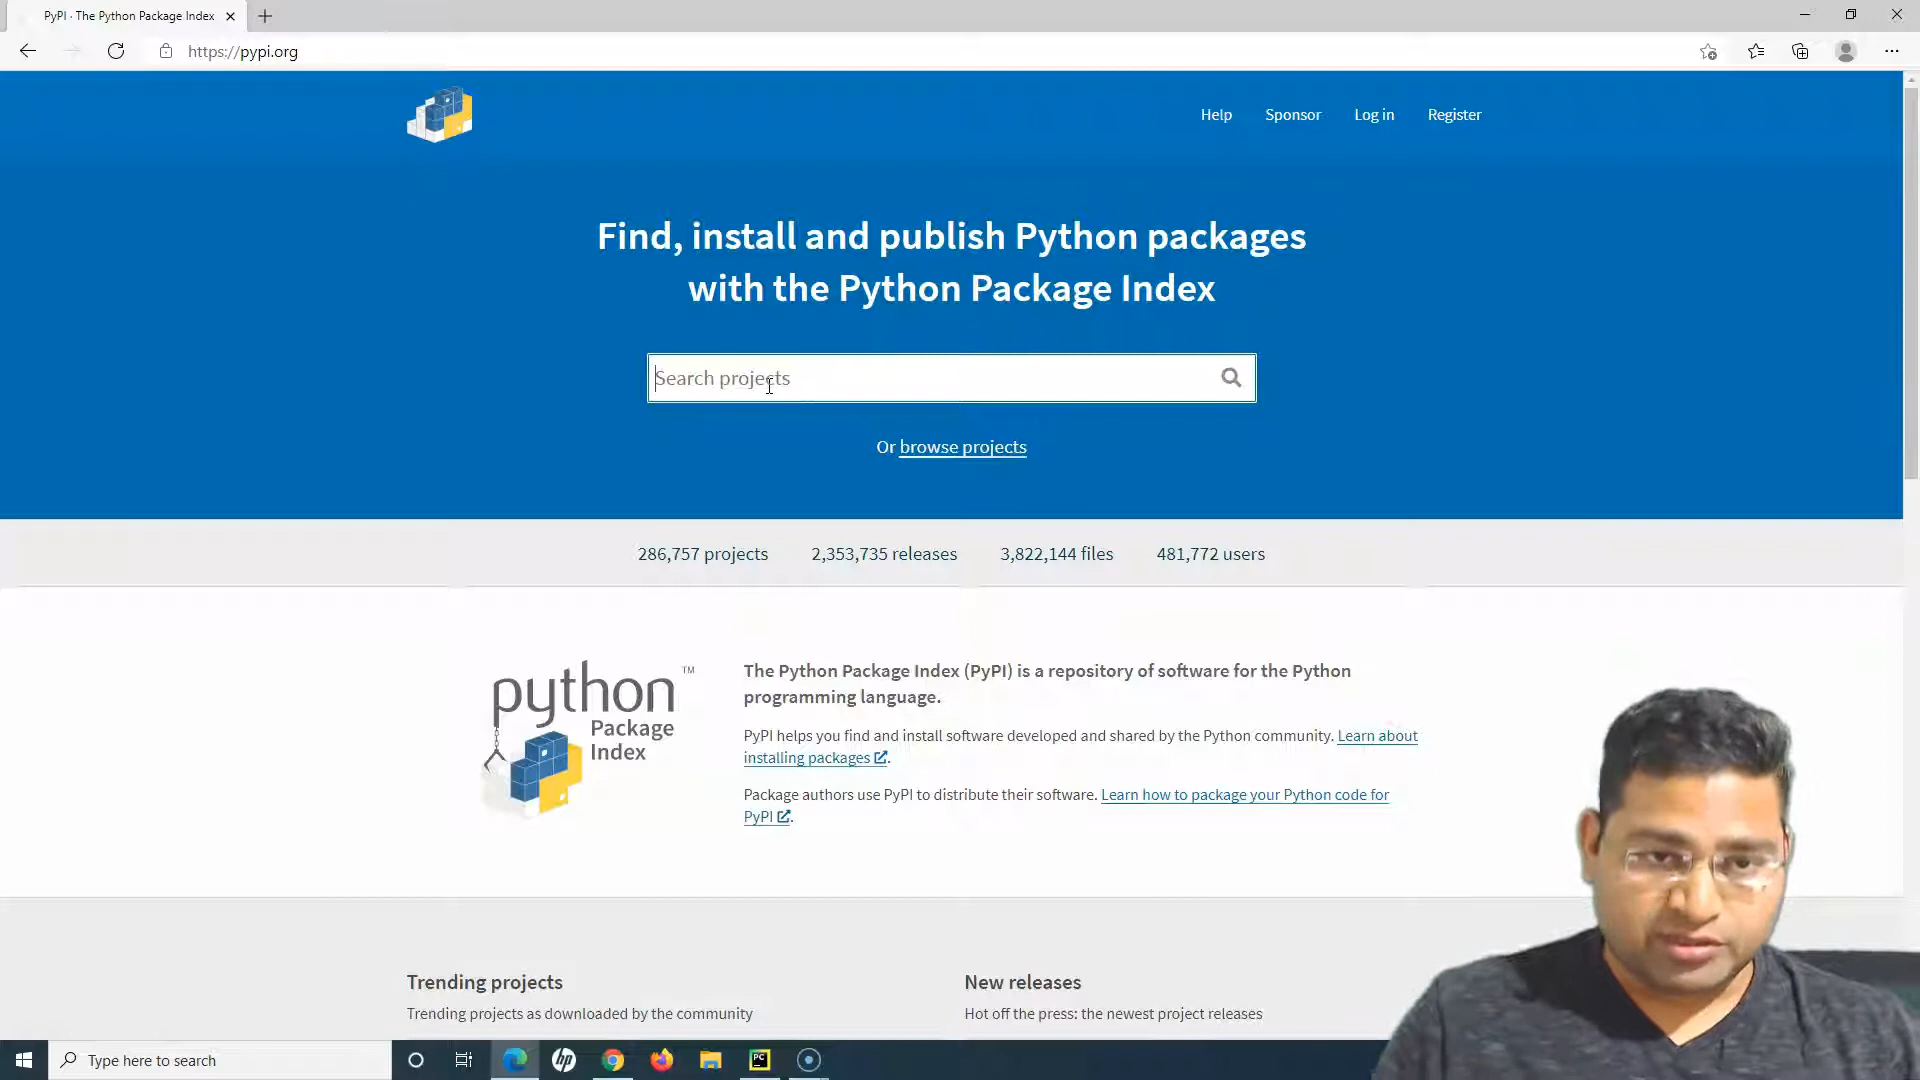 PyPI · The Python Package Index
https://pypi.org
Help Sponsor Log in Register
Find, install and publish Python packages
with the Python Package Index
Search projects
Or browse projects
286,757 projects 2,353,735 releases 3,822,144 files 481,772 users
python™
Package
Index
The Python Package Index (PyPI) is a repository of software for the Python
programming language.
PyPI helps you find and install software developed and shared by the Python community. Learn about
installing packages.
Package authors use PyPI to distribute their software. Learn how to package your Python code for
PyPI.
Trending projects
Trending projects as downloaded by the community
New releases
Hot off the press: the newest project releases
Type here to search
hp
PC